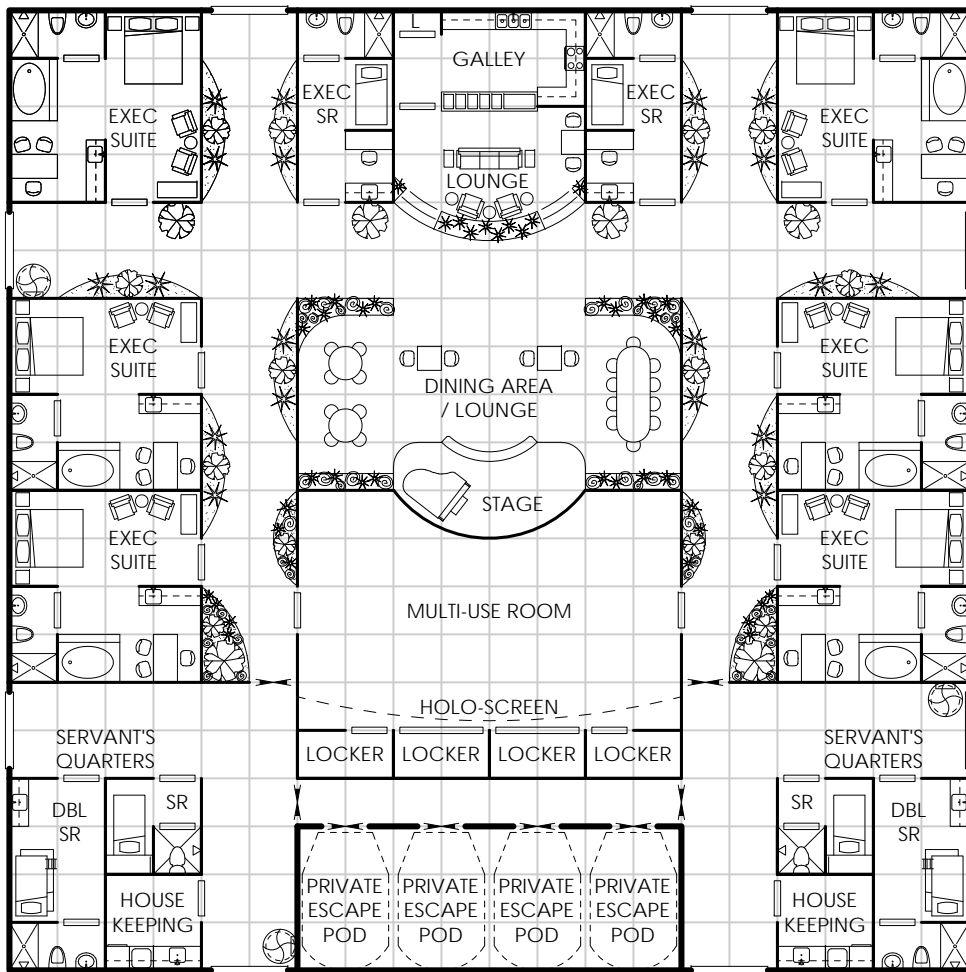 L
GALLEY
EXEC
SUITE
EXEC
SR
EXEC
SR
EXEC
SUITE
LOUNGE
EXEC
SUITE
DINING AREA
/ LOUNGE
EXEC
SUITE
STAGE
EXEC
SUITE
EXEC
SUITE
MULTI-USE ROOM
HOLO-SCREEN
SERVANT'S
QUARTERS
LOCKER
LOCKER
LOCKER
LOCKER
SERVANT'S
QUARTERS
DBL
SR
SR
SR
DBL
SR
HOUSE
KEEPING
PRIVATE
ESCAPE
POD
PRIVATE
ESCAPE
POD
PRIVATE
ESCAPE
POD
PRIVATE
ESCAPE
POD
HOUSE
KEEPING